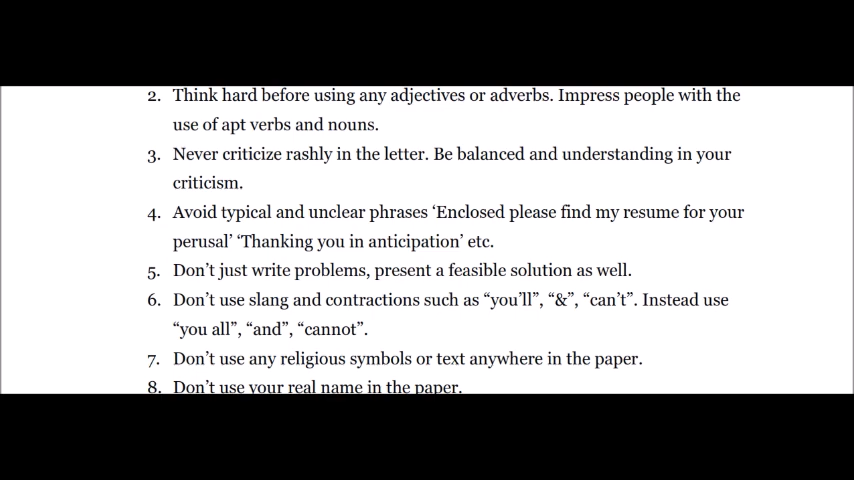 2. Think hard before using any adjectives or adverbs. Impress people with the
use of apt verbs and nouns.
3. Never criticize rashly in the letter. Be balanced and understanding in your
criticism.
4. Avoid typical and unclear phrases ‘Enclosed please find my resume for your
perusal’ ‘Thanking you in anticipation’ etc.
5. Don’t just write problems, present a feasible solution as well.
6. Don’t use slang and contractions such as “you’ll”, “&”, “can’t”. Instead use
“you all”, “and”, “cannot”.
7. Don’t use any religious symbols or text anywhere in the paper.
8. Don’t use your real name in the paper.